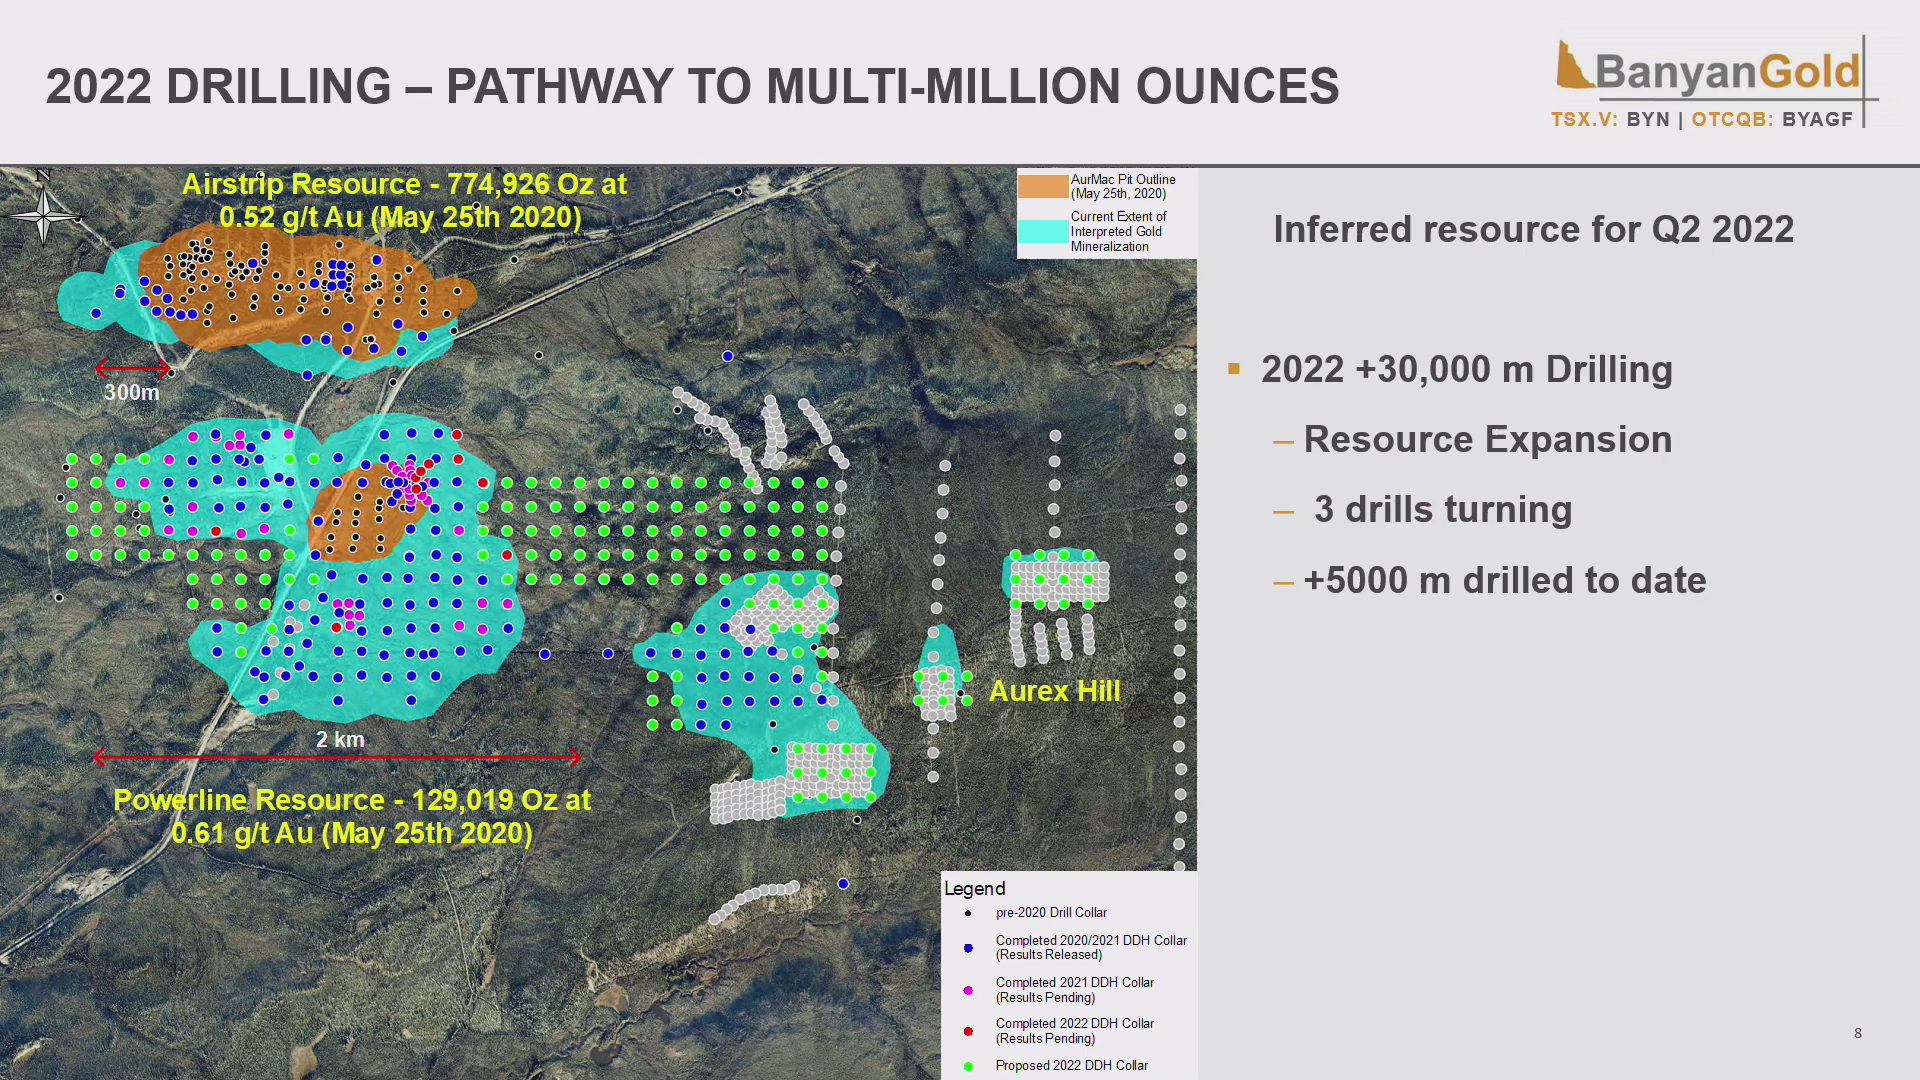 2022 DRILLING – PATHWAY TO MULTI-MILLION OUNCES
BanyanGold
TSX.V: BYN | OTCQB: BYAGF
N
Airstrip Resource - 774,926 Oz at
0.52 g/t Au (May 25th 2020)
AurMac Pit Outline
(May 25th, 2020)
Current Extent of
Interpreted Gold
Mineralization
300m
Aurex Hill
2 km
Powerline Resource - 129,019 Oz at
0.61 g/t Au (May 25th 2020)
Legend
pre-2020 Drill Collar
Completed 2020/2021 DDH Collar
(Results Released)
Completed 2021 DDH Collar
(Results Pending)
Completed 2022 DDH Collar
(Results Pending)
Proposed 2022 DDH Collar
Inferred resource for Q2 2022
▪ 2022 +30,000 m Drilling
– Resource Expansion
– 3 drills turning
– +5000 m drilled to date
8